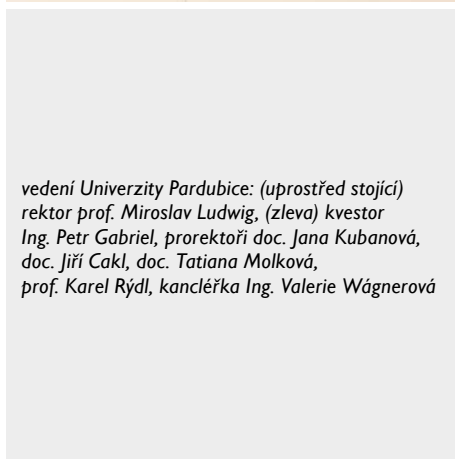 vedení Univerzity Pardubice: (uprostřed stojící)
rektor prof. Miroslav Ludwig, (zleva) kvestor
Ing. Petr Gabriel, prorektoři doc. Jana Kubanová,
doc. Jiří Cakl, doc. Tatiana Molková,
prof. Karel Rýdl, kancléřka Ing. Valerie Wágnerová